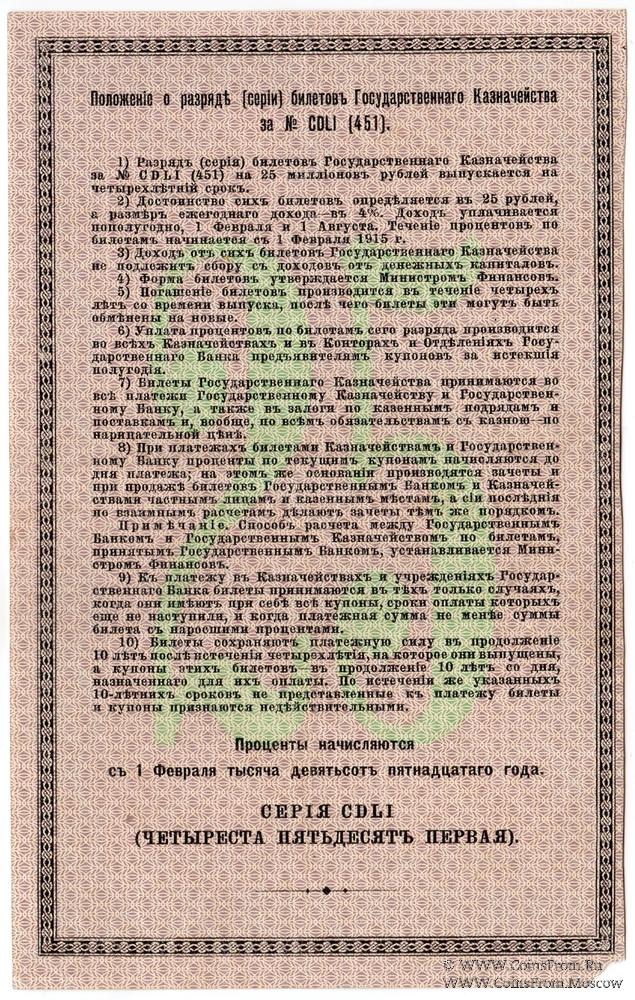 Положеніе о разрядѣ (серіи) билетовъ Государственнаго Казначейства
за № CDLI (451).
1) Разрядъ (серія) билетовъ Государственнаго Казначейства
за № CDLI (451) на 25 милліоновъ рублей выпускается на
четырехлѣтній срокъ.
2) Достоинство сихъ билетовъ опредѣляется въ 25 рублей,
а размѣръ ежегоднаго дохода—въ 4%. Доходъ уплачивается
пополугодно, 1 Февраля и 1 Августа. Теченіе процентовъ по
билетамъ начинается съ 1 Февраля 1915 г.
3) Доходъ отъ сихъ билетовъ Государственнаго Казначейства
не подлежитъ сбору съ доходовъ отъ денежныхъ капиталовъ.
4) Форма билетовъ утверждается Министромъ Финансовъ.
5) Погашеніе билетовъ производится въ теченіе четырехъ
лѣтъ со времени выпуска, послѣ чего билеты эти могутъ быть
обмѣнены на новые.
6) Уплата процентовъ по билетамъ сего разряда производится
во всѣхъ Казначействахъ и въ Конторахъ и Отдѣленіяхъ Госу-
дарственнаго Банка предъявителямъ купоновъ за истекшія
полугодія.
7) Билеты Государственнаго Казначейства принимаются во
всѣ платежи Государственному Казначейству и Государствен-
ному Банку, а также въ залоги по казеннымъ подрядамъ и
поставкамъ и, вообще, по всѣмъ обязательствамъ съ казною—по
нарицательной цѣнѣ.
8) При платежахъ билетами Казначействамъ и Государствен-
ному Банку проценты по текущимъ купонамъ начисляются до
дня платежа; на этомъ же основаніи производятся зачеты и
при продажѣ билетовъ Государственнымъ Банкомъ и Казначей-
ствами частнымъ лицамъ и казеннымъ мѣстамъ, а сіи послѣднія
по взаимнымъ расчетамъ дѣлаютъ зачеты тѣмъ же порядкомъ.
Примѣчаніе. Способъ расчета между Государственнымъ
Банкомъ и Государственнымъ Казначействомъ по билетамъ,
принятымъ Государственнымъ Банкомъ, устанавливается Мини-
стромъ Финансовъ.
9) Къ платежу въ Казначействахъ и учрежденіяхъ Государ-
ственнаго Банка билеты принимаются въ тѣхъ только случаяхъ,
когда они имѣютъ при себѣ всѣ купоны, сроки оплаты которыхъ
еще не наступили, и когда платежная сумма не менѣе суммы
билета съ наросшими процентами.
10) Билеты сохраняютъ платежную силу въ продолженіе
10 лѣтъ послѣ истеченія четырехлѣтія, на которое они выпущены,
а купоны этихъ билетовъ—въ продолженіе 10 лѣтъ со дня,
назначеннаго для ихъ оплаты. По истеченіи же указанныхъ
10-лѣтнихъ сроковъ не представленные къ платежу билеты
и купоны признаются недѣйствительными.
Проценты начисляются
съ 1 Февраля тысяча девятьсотъ пятнадцатаго года.
СЕРІЯ CDLI
(ЧЕТЫРЕСТА ПЯТЬДЕСЯТЪ ПЕРВАЯ).
© WWW.CoinsFrom.Ru
WWW.CoinsFrom.Moscow